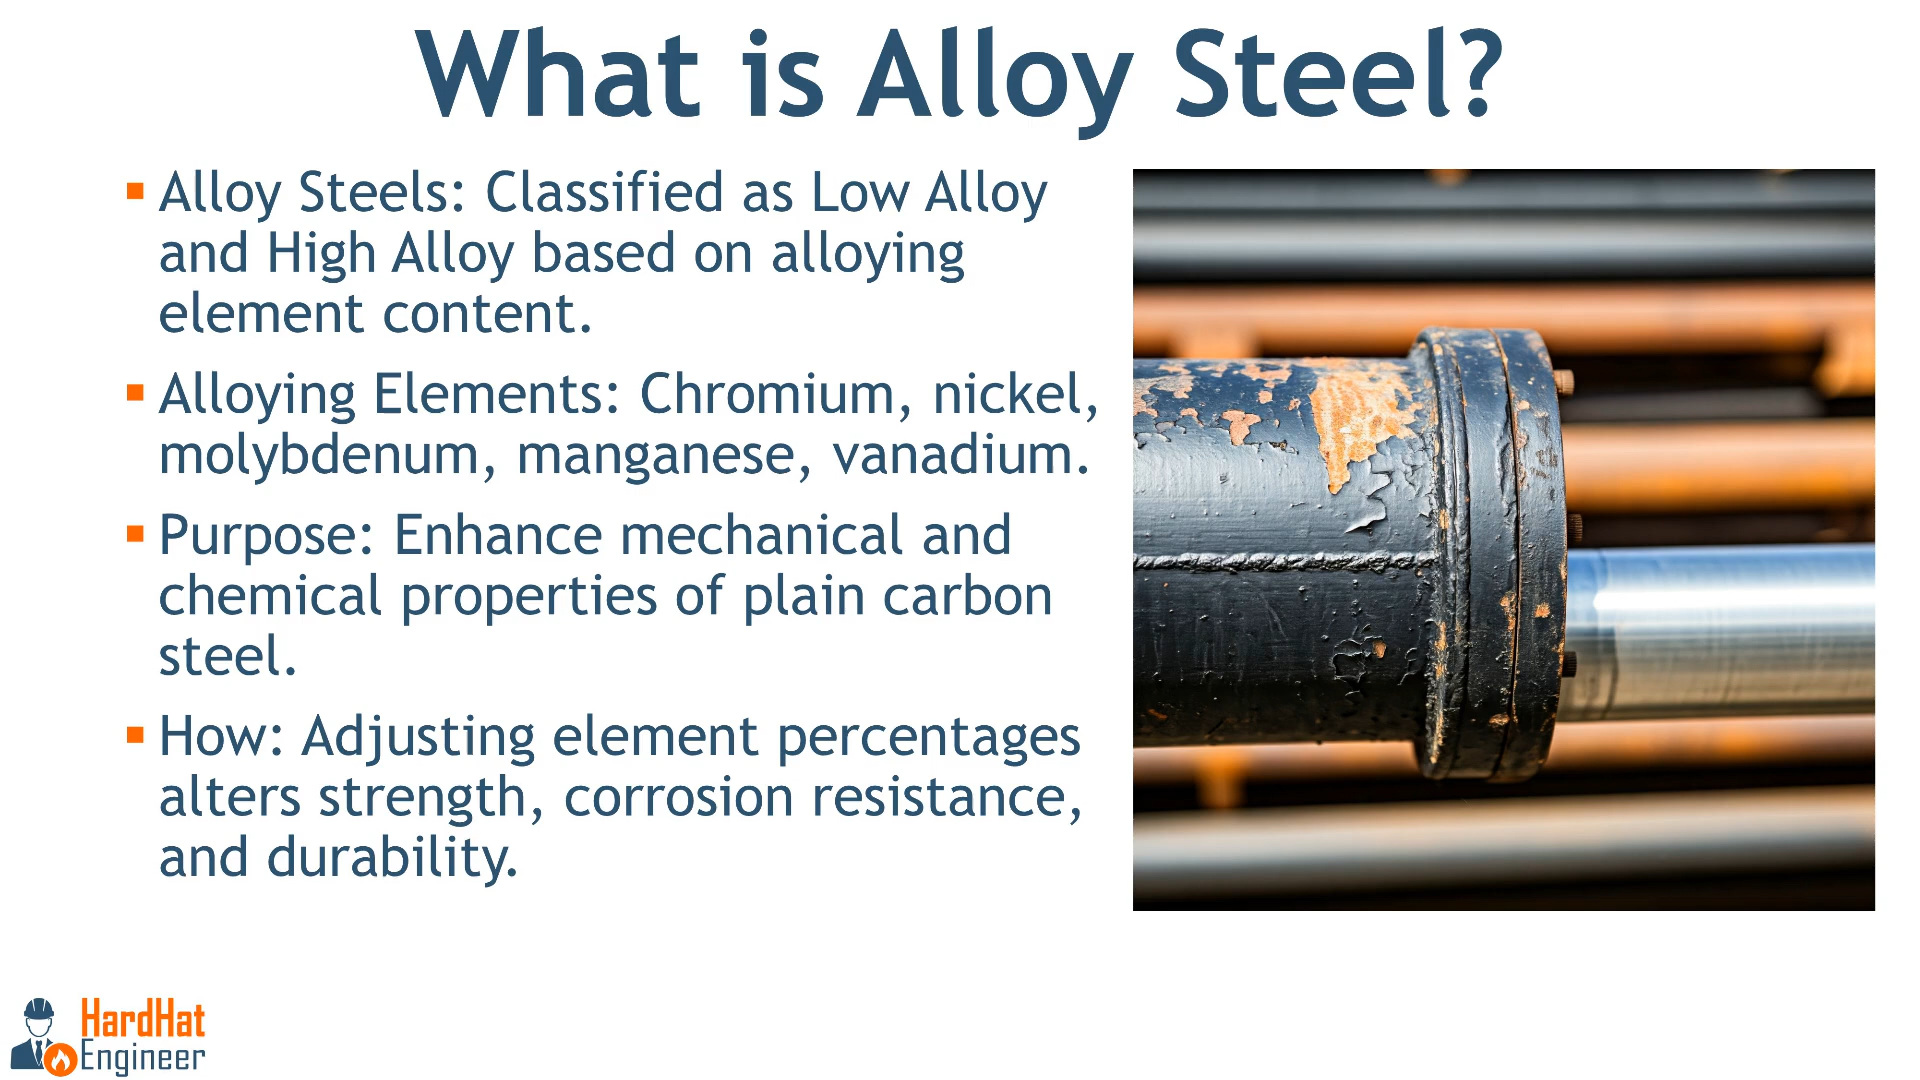 What is Alloy Steel?
Alloy Steels: Classified as Low Alloy
and High Alloy based on alloying
element content.
Alloying Elements: Chromium, nickel,
molybdenum, manganese, vanadium.
Purpose: Enhance mechanical and
chemical properties of plain carbon
steel.
How: Adjusting element percentages
alters strength, corrosion resistance,
and durability.
HardHat
Engineer